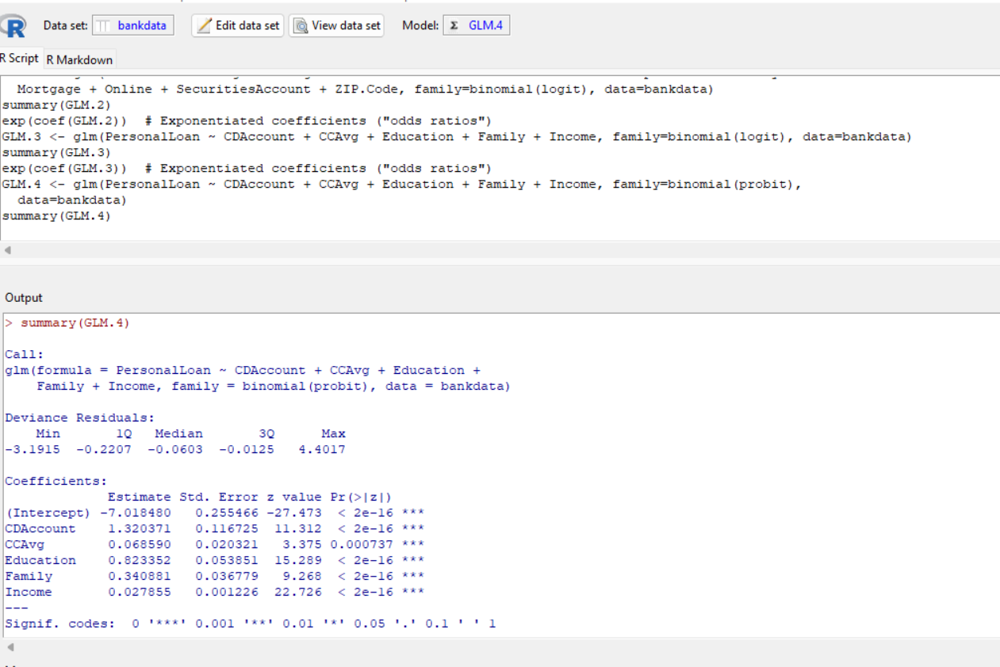 R Data set: bankdata Edit data set View data set Model: Σ GLM.4
R Script R Markdown
Mortgage + Online + SecuritiesAccount + ZIP.Code, family=binomial(logit), data=bankdata)
summary(GLM.2)
exp(coef(GLM.2))  # Exponentiated coefficients ("odds ratios")
GLM.3 <- glm(PersonalLoan ~ CDAccount + CCAvg + Education + Family + Income, family=binomial(logit), data=bankdata)
summary(GLM.3)
exp(coef(GLM.3))  # Exponentiated coefficients ("odds ratios")
GLM.4 <- glm(PersonalLoan ~ CDAccount + CCAvg + Education + Family + Income, family=binomial(probit),
  data=bankdata)
summary(GLM.4)
Output
> summary(GLM.4)
Call:
glm(formula = PersonalLoan ~ CDAccount + CCAvg + Education +
    Family + Income, family = binomial(probit), data = bankdata)
Deviance Residuals:
    Min       1Q   Median       3Q      Max
-3.1915  -0.2207  -0.0603  -0.0125   4.4017
Coefficients:
             Estimate Std. Error z value Pr(>|z|)
(Intercept) -7.018480   0.255466 -27.473  < 2e-16 ***
CDAccount    1.320371   0.116725  11.312  < 2e-16 ***
CCAvg        0.068590   0.020321   3.375 0.000737 ***
Education    0.823352   0.053851  15.289  < 2e-16 ***
Family       0.340881   0.036779   9.268  < 2e-16 ***
Income       0.027855   0.001226  22.726  < 2e-16 ***
---
Signif. codes:  0 '***' 0.001 '**' 0.01 '*' 0.05 '.' 0.1 ' ' 1